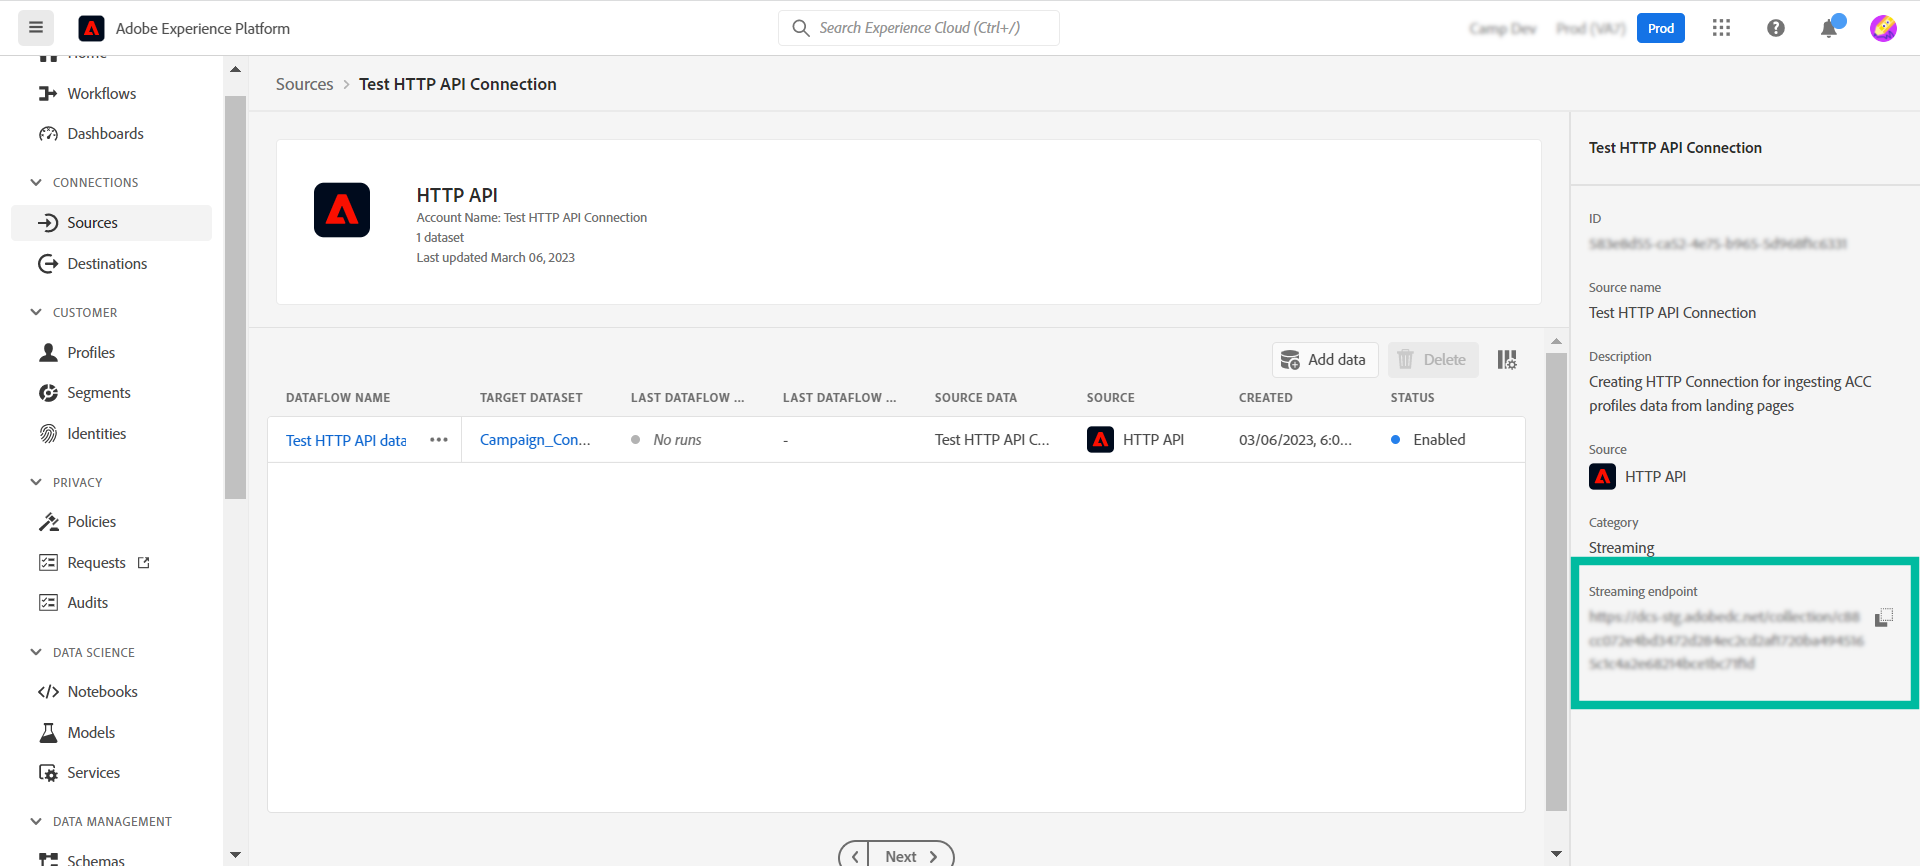 Adobe Experience Platform
Search Experience Cloud (Ctrl+/)
Camp Dev
Prod (VA7)
Prod
Home
Workflows
Dashboards
CONNECTIONS
Sources
Destinations
CUSTOMER
Profiles
Segments
Identities
PRIVACY
Policies
Requests
Audits
DATA SCIENCE
Notebooks
Models
Services
DATA MANAGEMENT
Schemas
Sources > Test HTTP API Connection
HTTP API
Account Name: Test HTTP API Connection
1 dataset
Last updated March 06, 2023
Add data
Delete
DATAFLOW NAME TARGET DATASET LAST DATAFLOW ... LAST DATAFLOW ... SOURCE DATA SOURCE CREATED STATUS
Test HTTP API data ••• Campaign_Con... No runs - Test HTTP API C... HTTP API 03/06/2023, 6:0... Enabled
Next
Test HTTP API Connection
ID
Source name
Test HTTP API Connection
Description
Creating HTTP Connection for ingesting ACC
profiles data from landing pages
Source
HTTP API
Category
Streaming
Streaming endpoint